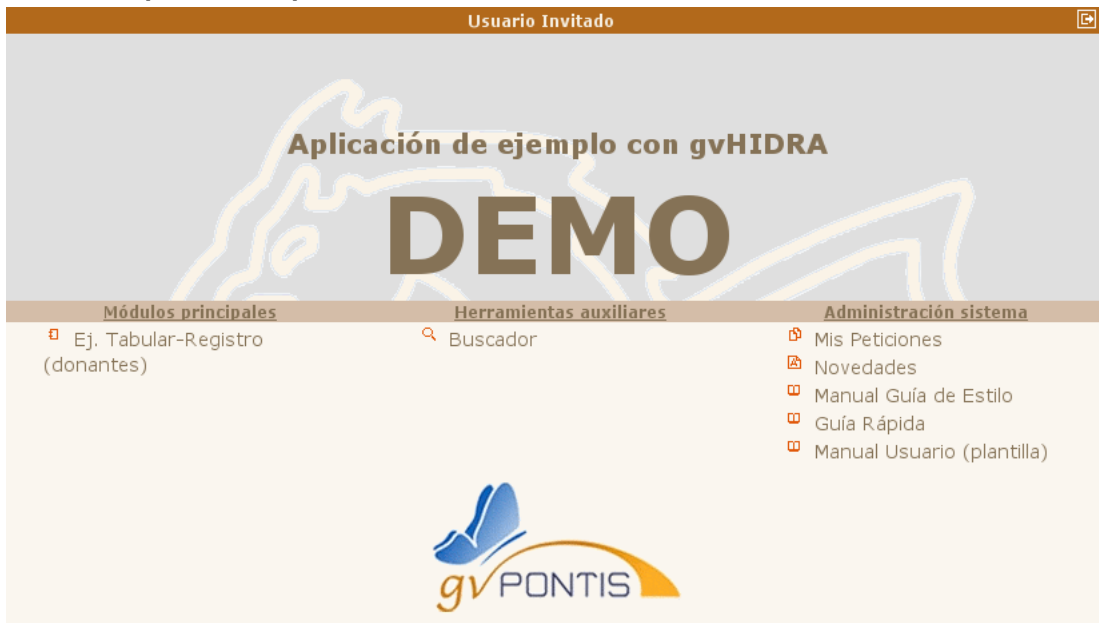 Usuario Invitado
Aplicación de ejemplo con gvHIDRA
DEMO
Módulos principales
Ej. Tabular-Registro
(donantes)
Herramientas auxiliares
Buscador
Administración sistema
Mis Peticiones
Novedades
Manual Guía de Estilo
Guía Rápida
Manual Usuario (plantilla)
gvPONTIS